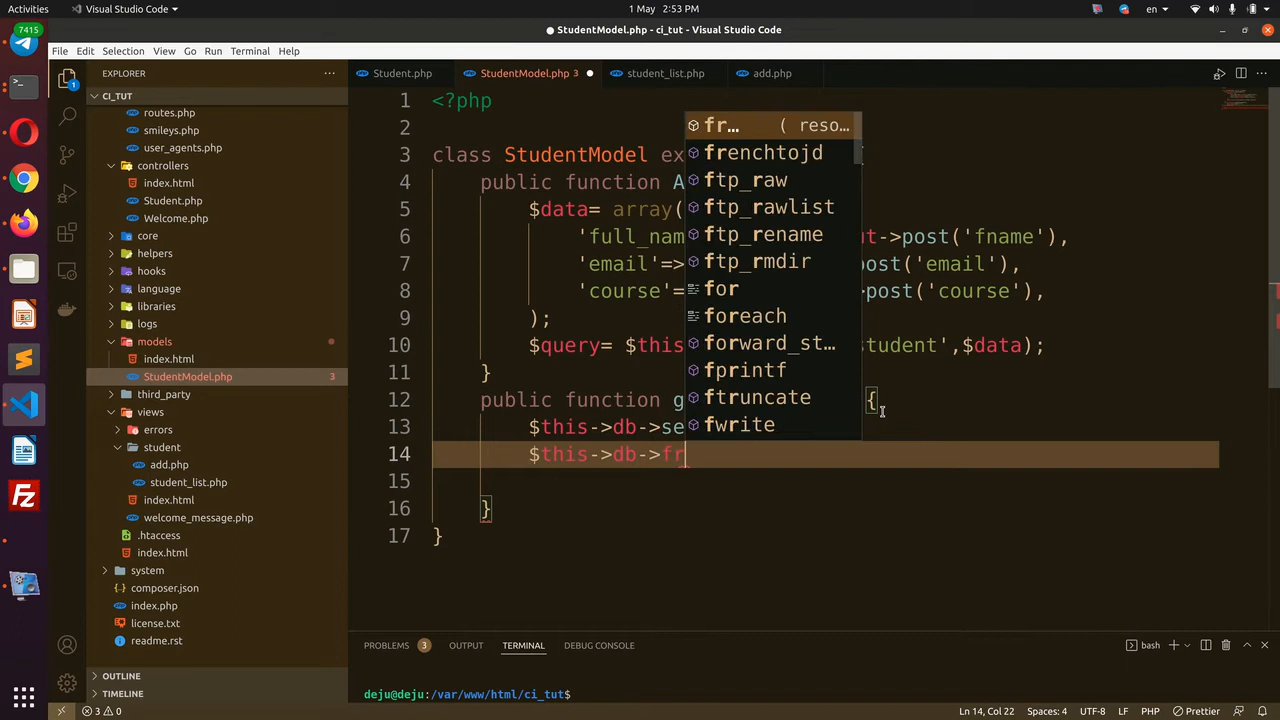 Activities
Visual Studio Code
1 May 2:53 PM
en
7415
● StudentModel.php - ci_tut - Visual Studio Code
File Edit Selection View Go Run Terminal Help
EXPLORER
1
CI_TUT
routes.php
smileys.php
user_agents.php
controllers
index.html
Student.php
Welcome.php
core
helpers
hooks
language
libraries
logs
models
index.html
StudentModel.php 3
third_party
views
errors
student
add.php
student_list.php
index.html
welcome_message.php
.htaccess
index.html
system
composer.json
index.php
license.txt
readme.rst
OUTLINE
TIMELINE
Student.php StudentModel.php 3 ● student_list.php add.php
1 <?php
2
3 class StudentModel ex
4 public function A
5 $data= array(
6 'full_nam ut->post('fname'),
7 'email'=> post('email'),
8 'course'= >post('course'),
9 );
10 $query= $this student',$data);
11 }
12 public function g {
13 $this->db->se
14 $this->db->fr
15
16 }
17 }
fr… ( reso…
frenchtojd
ftp_raw
ftp_rawlist
ftp_rename
ftp_rmdir
for
foreach
forward_st…
fprintf
ftruncate
fwrite
PROBLEMS 3 OUTPUT TERMINAL DEBUG CONSOLE
bash
deju@deju:/var/www/html/ci_tut$
3 0
Ln 14, Col 22 Spaces: 4 UTF-8 LF PHP Prettier